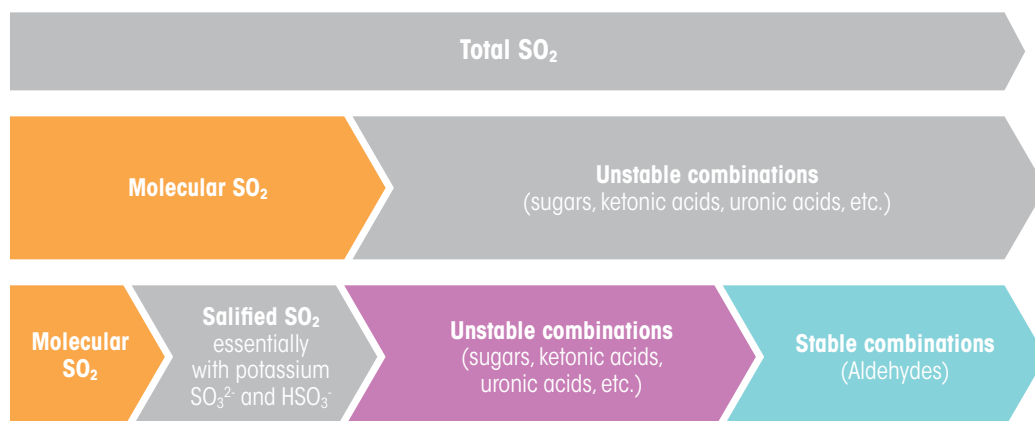 Total SO₂
Molecular SO₂
Unstable combinations
(sugars, ketonic acids, uronic acids, etc.)
Molecular
SO₂
Salified SO₂
essentially
with potassium
SO₃²⁻ and HSO₃⁻
Unstable combinations
(sugars, ketonic acids,
uronic acids, etc.)
Stable combinations
(Aldehydes)